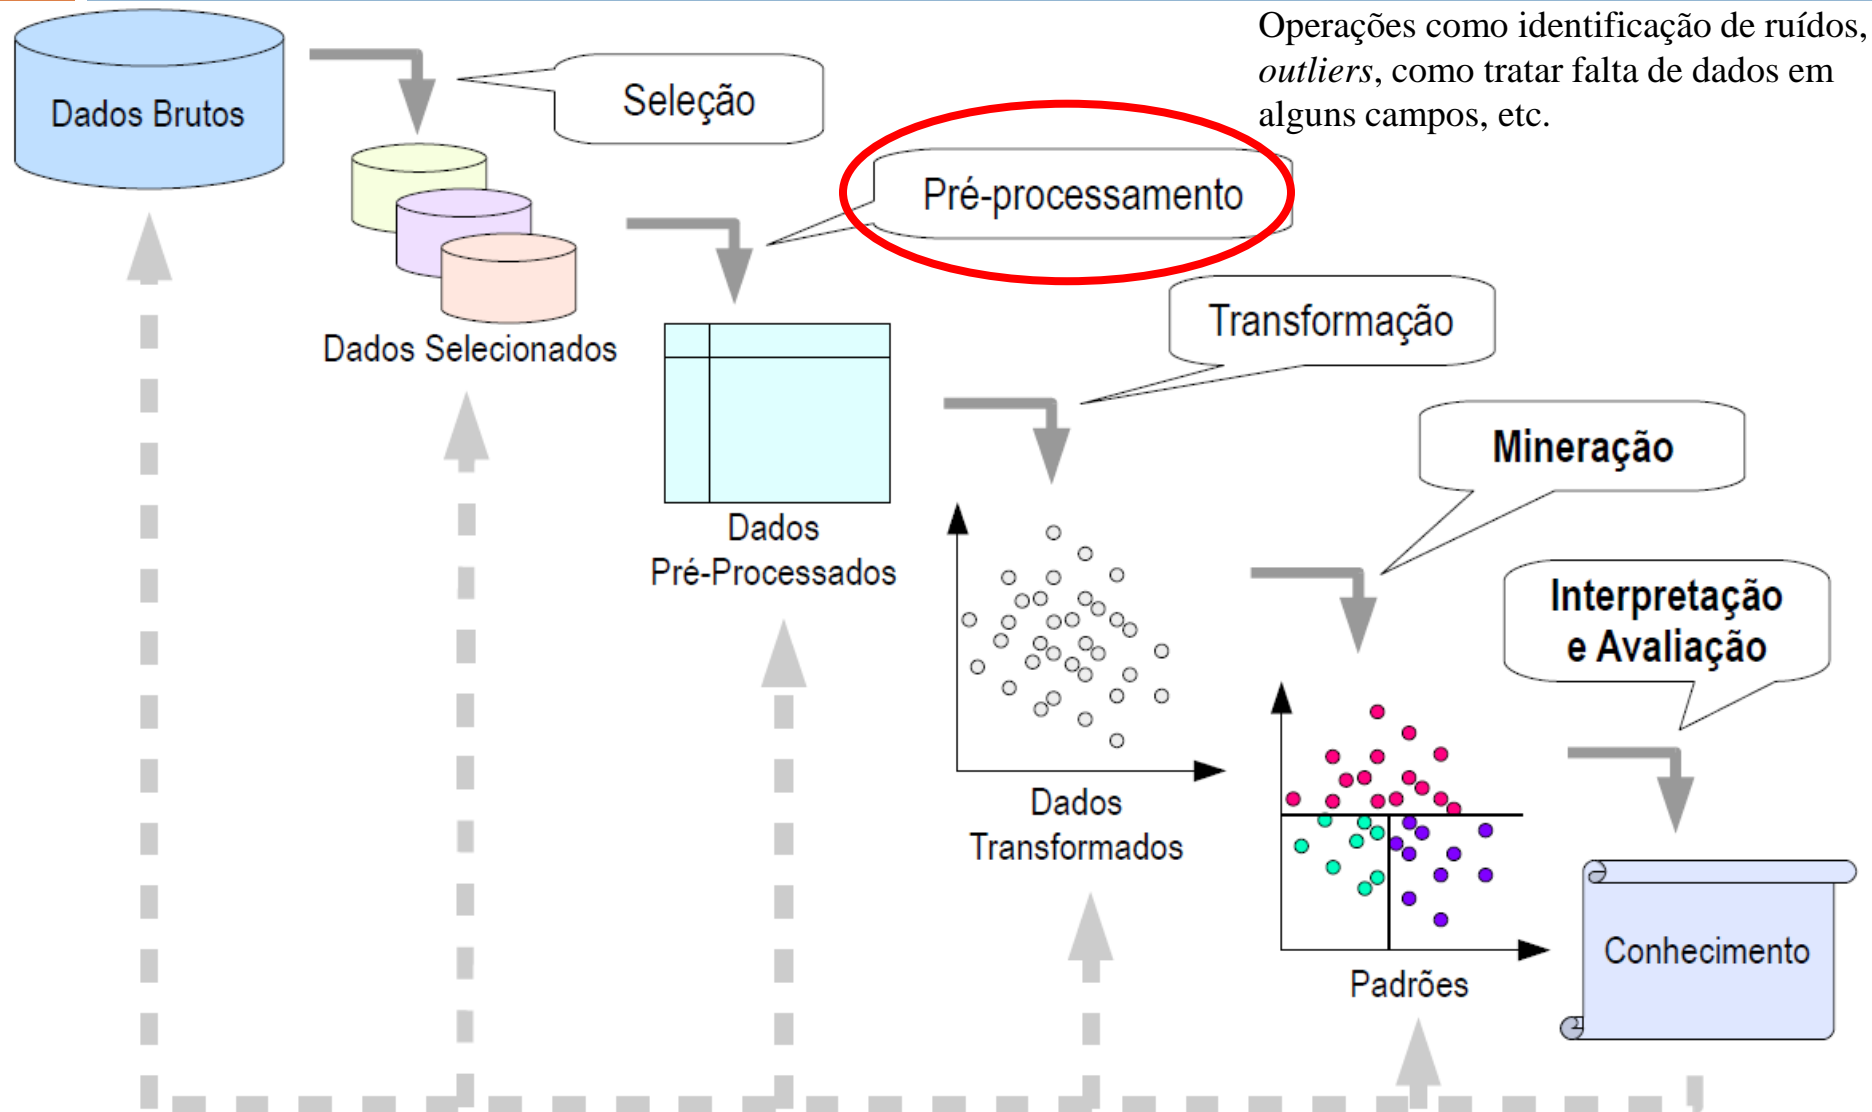 Operações como identificação de ruídos,
outliers, como tratar falta de dados em
alguns campos, etc.
Dados Brutos
Seleção
Pré-processamento
Dados Selecionados
Transformação
Mineração
Dados
Pré-Processados
Interpretação
e Avaliação
Dados
Transformados
Conhecimento
Padrões